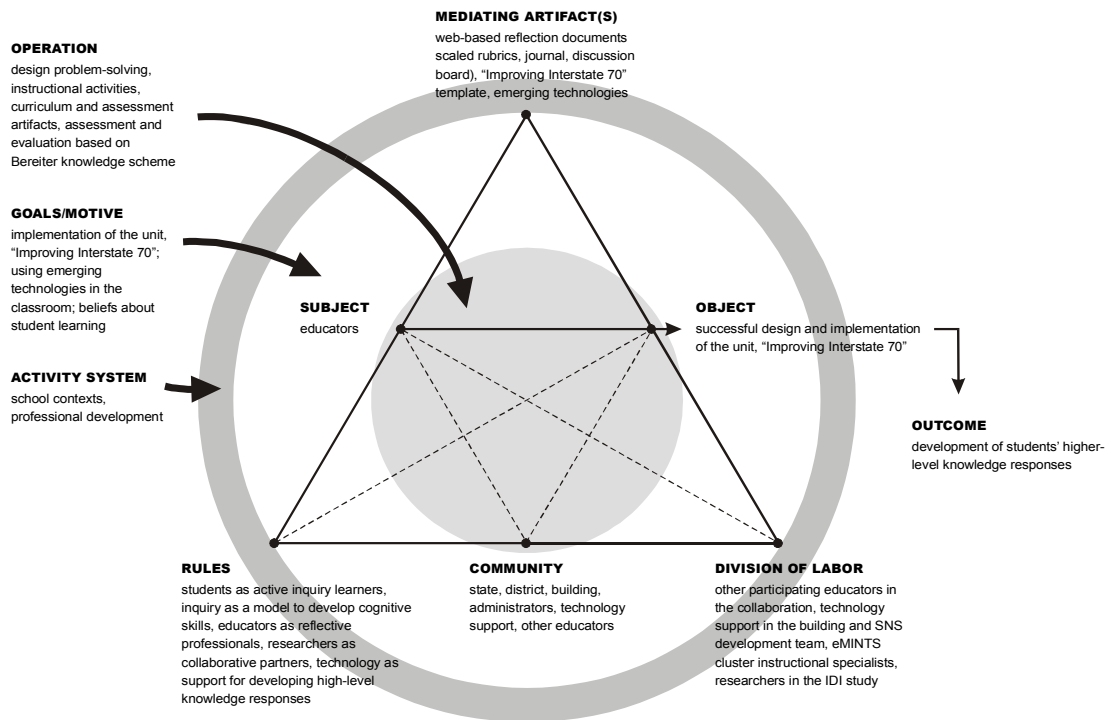 MEDIATING ARTIFACT(S)
web-based reflection documents
scaled rubrics, journal, discussion
board), “Improving Interstate 70”
template, emerging technologies
OPERATION
design problem-solving,
instructional activities,
curriculum and assessment
artifacts, assessment and
evaluation based on
Bereiter knowledge scheme
GOALS/MOTIVE
implementation of the unit,
“Improving Interstate 70”;
using emerging
technologies in the
classroom; beliefs about
student learning
SUBJECT
educators
OBJECT
successful design and implementation
of the unit, “Improving Interstate 70”
ACTIVITY SYSTEM
school contexts,
professional development
OUTCOME
development of students’ higher-
level knowledge responses
RULES
students as active inquiry learners,
inquiry as a model to develop cognitive
skills, educators as reflective
professionals, researchers as
collaborative partners, technology as
support for developing high-level
knowledge responses
COMMUNITY
state, district, building,
administrators, technology
support, other educators
DIVISION OF LABOR
other participating educators in
the collaboration, technology
support in the building and SNS
development team, eMINTS
cluster instructional specialists,
researchers in the IDI study